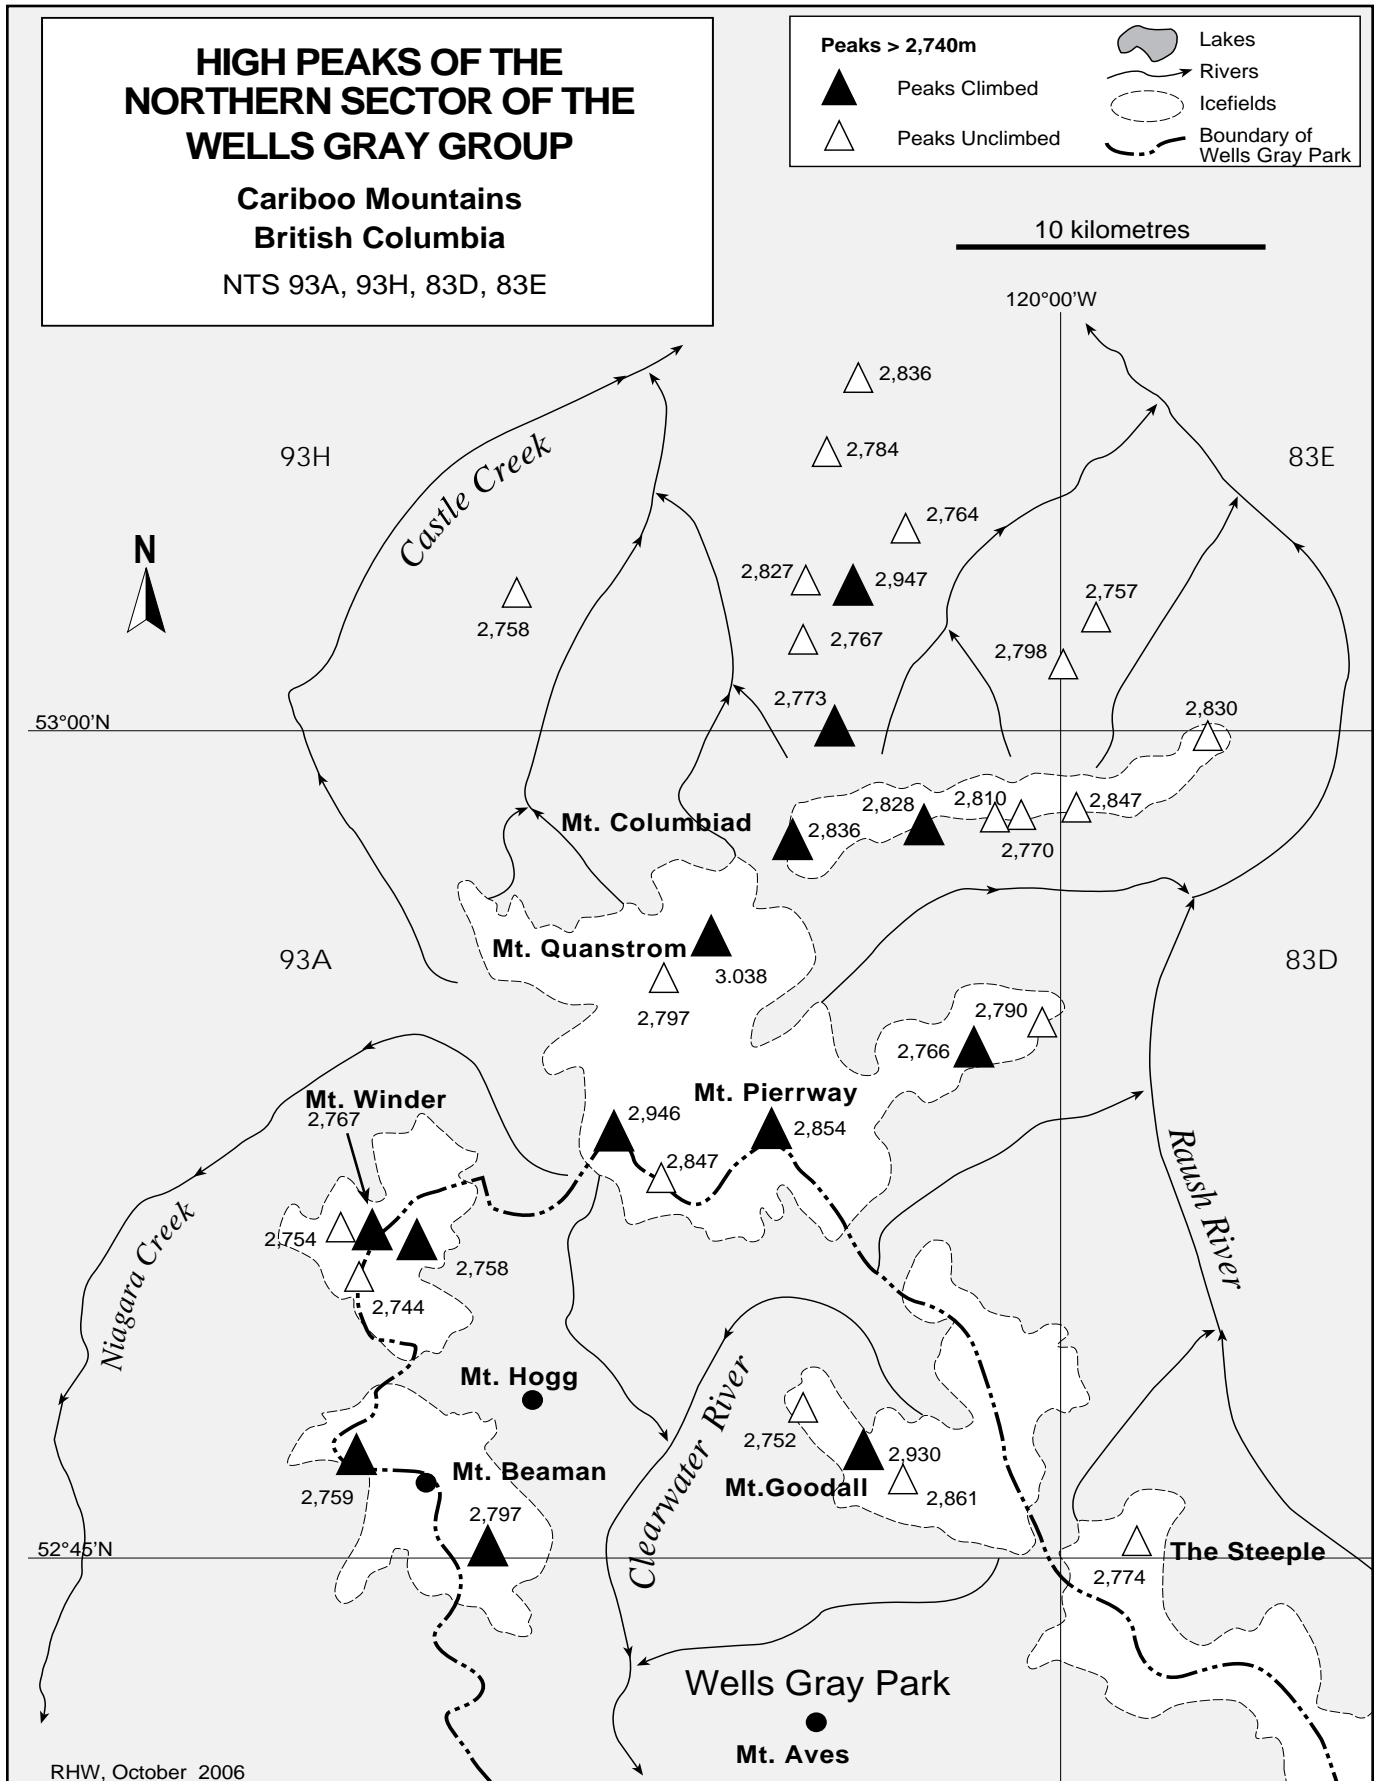 HIGH PEAKS OF THE
NORTHERN SECTOR OF THE
WELLS GRAY GROUP
Cariboo Mountains
British Columbia
NTS 93A, 93H, 83D, 83E
Peaks > 2,740m
Peaks Climbed
Peaks Unclimbed
Lakes
Rivers
Icefields
Boundary of
Wells Gray Park
10 kilometres
120°00'W
2,836
2,784
93H
83E
Castle Creek
2,764
N
2,827
2,947
2,758
2,757
2,767
2,798
2,773
53°00'N
2,830
2,828
2,810
2,847
Mt. Columbiad
2,836
2,770
Mt. Quanstrom
93A
3.038
83D
2,797
2,790
2,766
Mt. Winder
2,767
Mt. Pierrway
2,946
2,854
2,847
Raush River
Niagara Creek
2,754
2,758
2,744
Mt. Hogg
Clearwater River
2,752
2,930
Mt. Beaman
Mt.Goodall
2,759
2,861
2,797
52°45'N
The Steeple
2,774
Wells Gray Park
Mt. Aves
RHW, October 2006